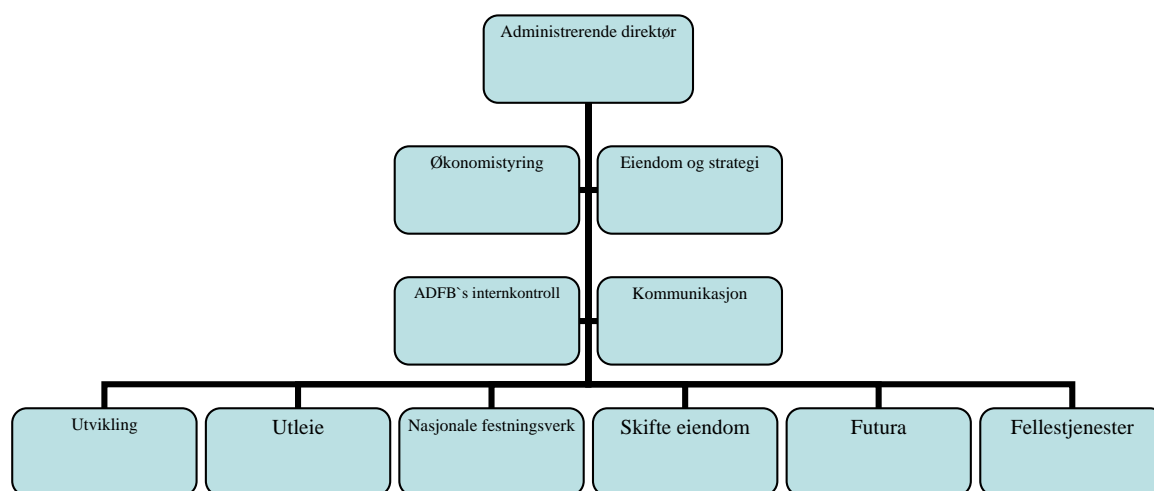 Administrerende direktør
Økonomistyring
Eiendom og strategi
ADFB`s internkontroll
Kommunikasjon
Utvikling
Utleie
Nasjonale festningsverk
Skifte eiendom
Futura
Fellestjenester